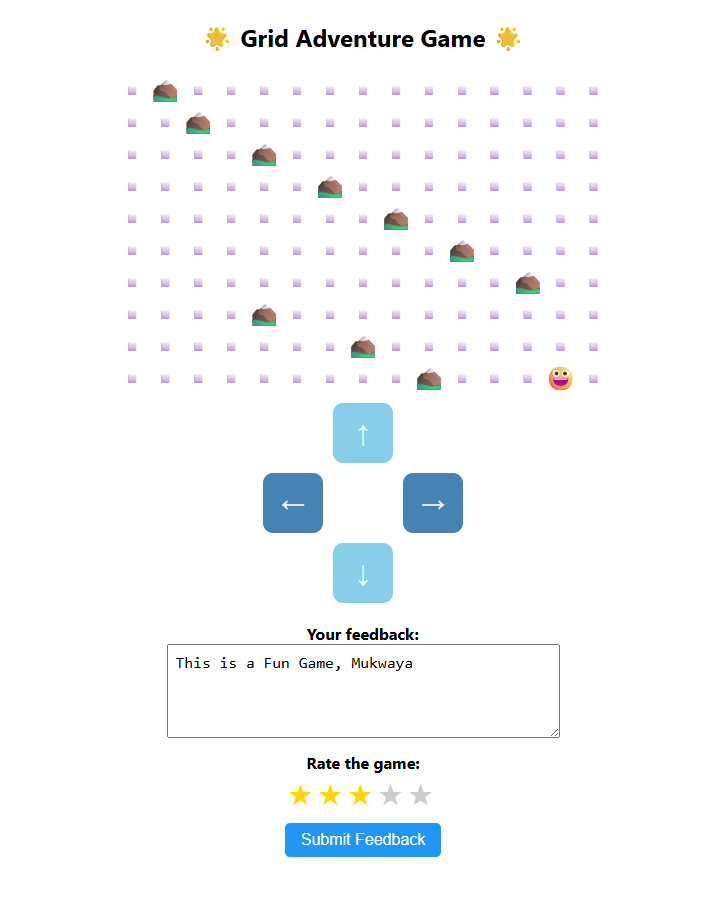 🌟 Grid Adventure Game 🌟
↑
← →
↓
Your feedback:
This is a Fun Game, Mukwaya
Rate the game:
★ ★ ★ ★ ★
Submit Feedback